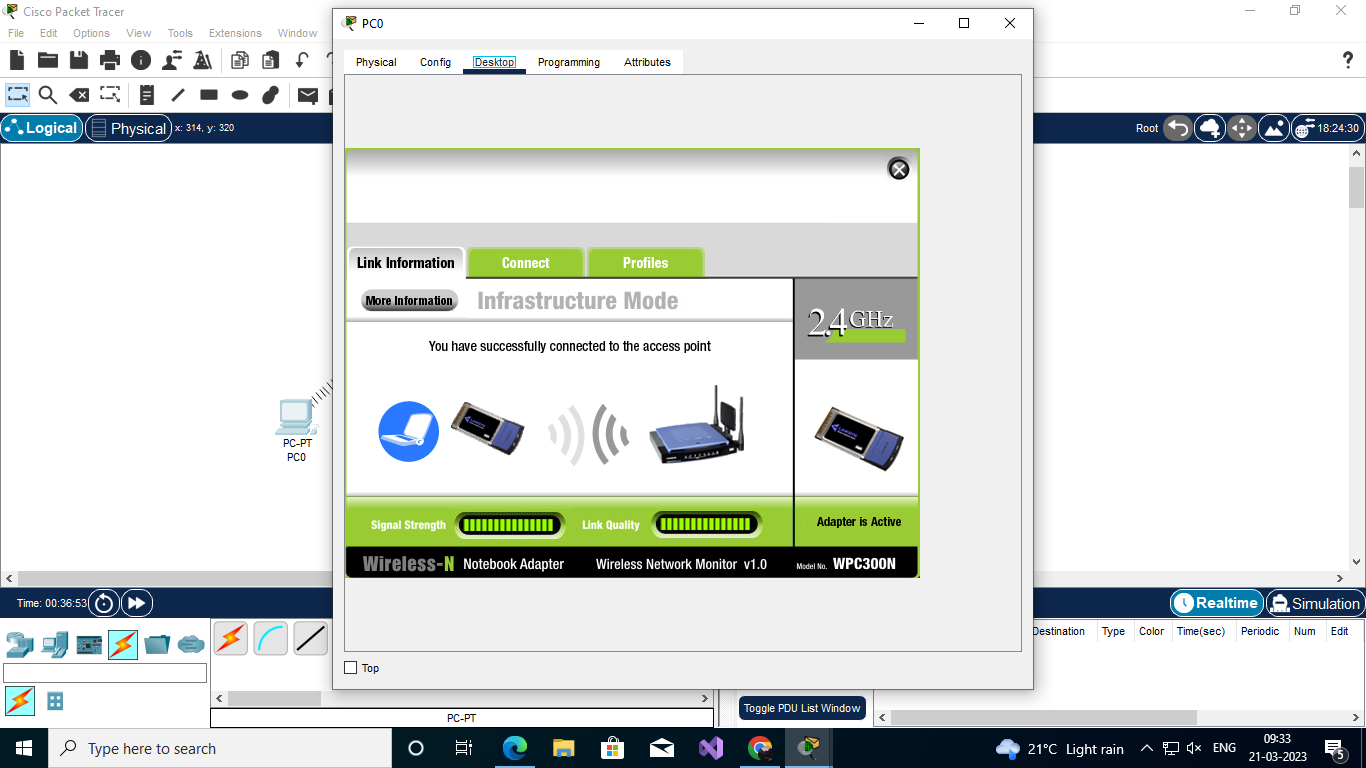 Cisco Packet Tracer
File Edit Options View Tools Extensions Window
Logical
Physical
x: 314, y: 320
Root
18:24:30
PC-PT
PC0
PC0
Physical Config Desktop Programming Attributes
Link Information Connect Profiles
More Information Infrastructure Mode
2.4GHz
You have successfully connected to the access point
Signal Strength Link Quality
Adapter is Active
Wireless-N Notebook Adapter Wireless Network Monitor v1.0 Model No. WPC300N
Top
Time: 00:36:53
Realtime
Simulation
Destination Type Color Time(sec) Periodic Num Edit
PC-PT
Toggle PDU List Window
Type here to search
21°C Light rain
ENG
09:33
21-03-2023
5